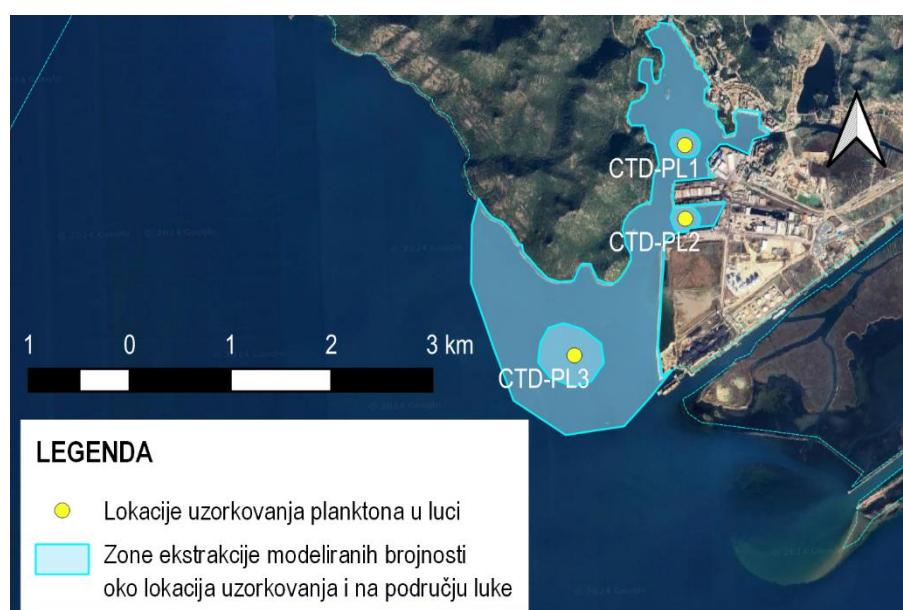 CTD-PL1
CTD-PL2
1 0 1 2 3 km
CTD-PL3
LEGENDA
Lokacije uzorkovanja planktona u luci
Zone ekstrakcije modeliranih brojnosti
oko lokacija uzorkovanja i na području luke